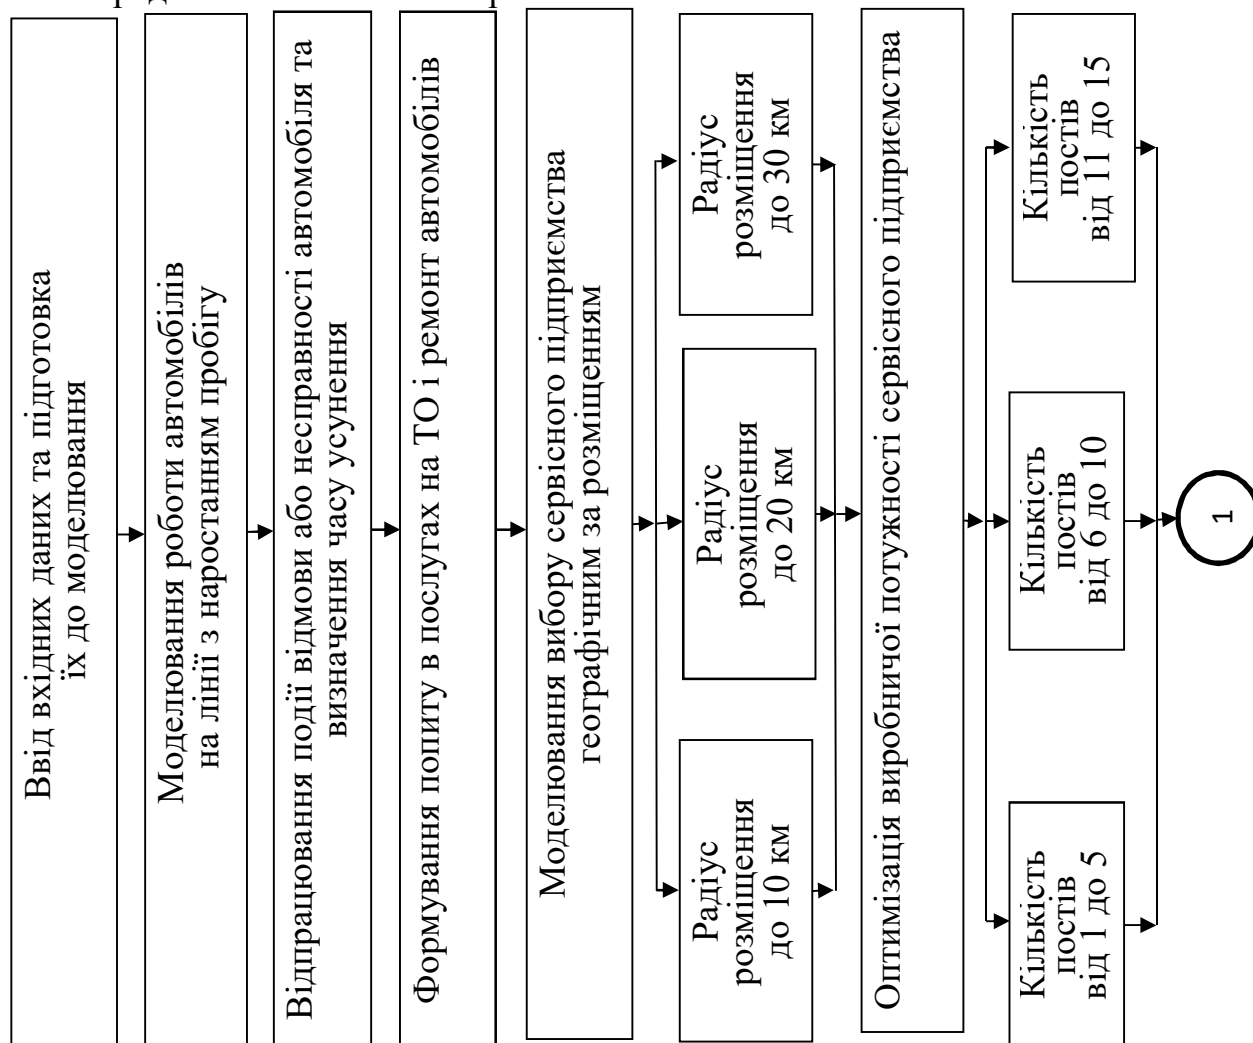 Ввід вхідних даних та підготовка
їх до моделювання
Моделювання роботи автомобілів
на лінії з наростанням пробігу
Відпрацювання події відмови або несправності автомобіля та
визначення часу усунення
Формування попиту в послугах на ТО і ремонт автомобілів
Моделювання вибору сервісного підприємства
географічним за розміщенням
Радіус
розміщення
до 10 км
Радіус
розміщення
до 20 км
Радіус
розміщення
до 30 км
Оптимізація виробничої потужності сервісного підприємства
Кількість
постів
від 1 до 5
Кількість
постів
від 6 до 10
Кількість
постів
від 11 до 15
1